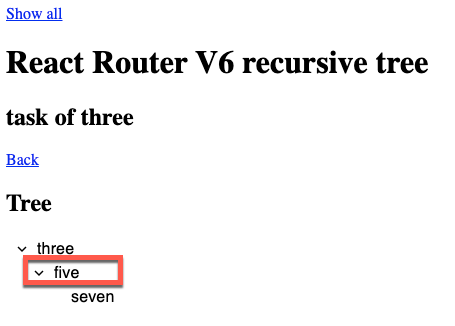 Show all
React Router V6 recursive tree
task of three
Back
Tree
three
five
seven